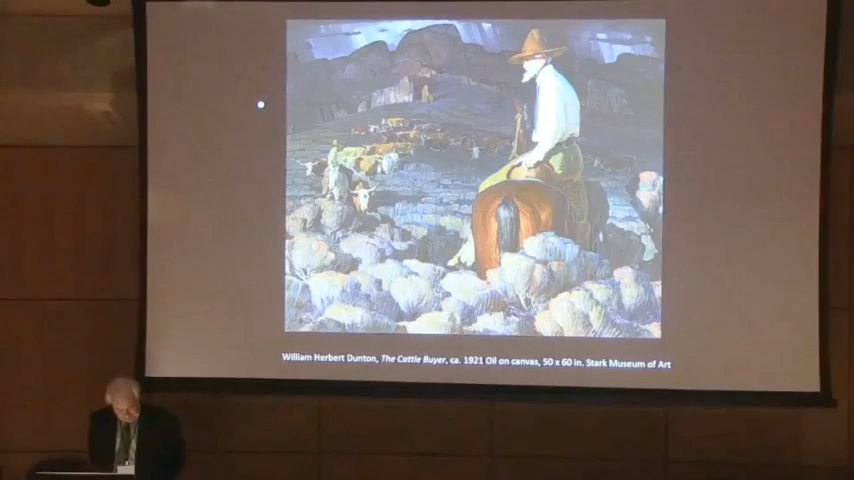 William Herbert Dunton, The Cattle Buyer, ca. 1921 Oil on canvas, 50 x 60 in. Stark Museum of Art